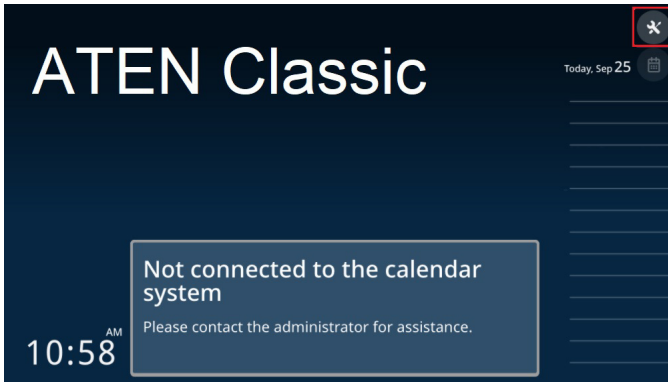 ATEN Classic
Today, Sep 25
Not connected to the calendar
system
Please contact the administrator for assistance.
10:58 AM